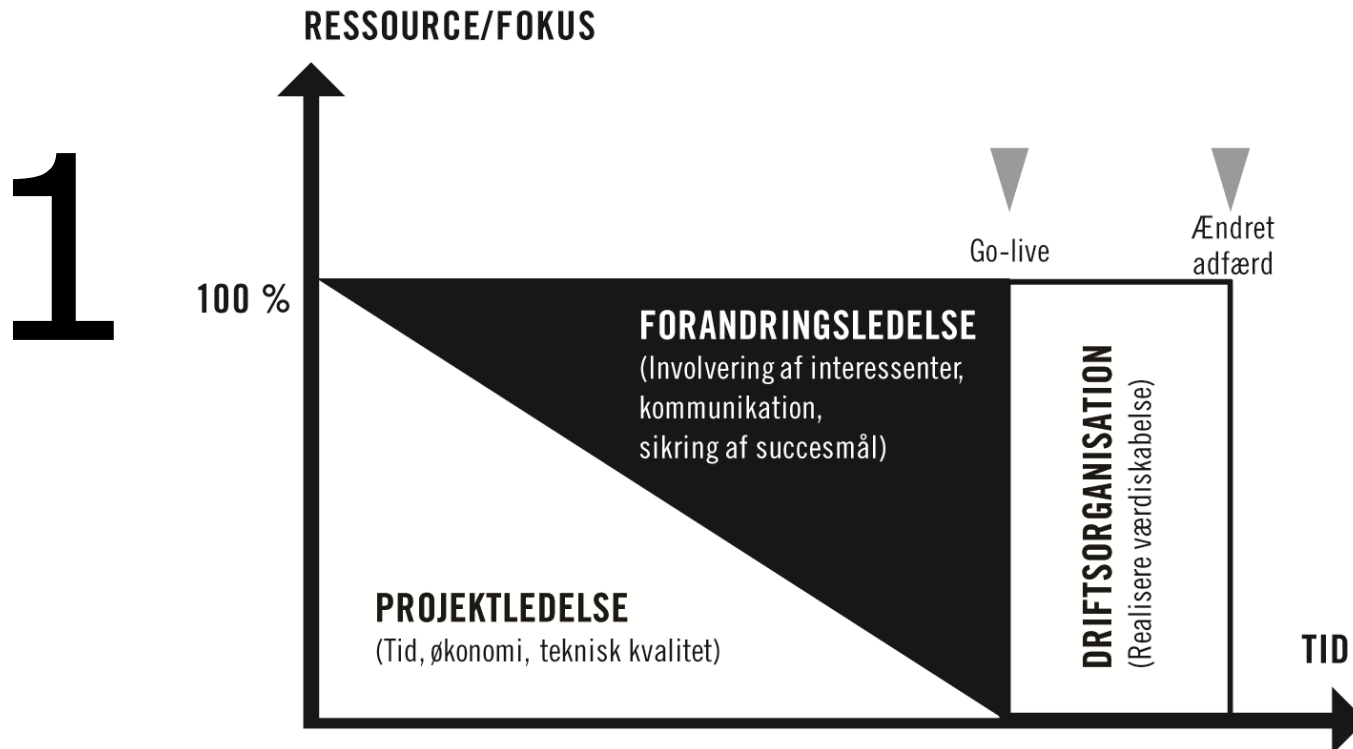 RESSOURCE/FOKUS
1
Go-live
Ændret
adfærd
100 %
FORANDRINGSLEDELSE
(Involvering af interessenter,
kommunikation,
sikring af succesmål)
DRIFTSORGANISATION
(Realisere værdiskabelse)
PROJEKTLEDELSE
(Tid, økonomi, teknisk kvalitet)
TID